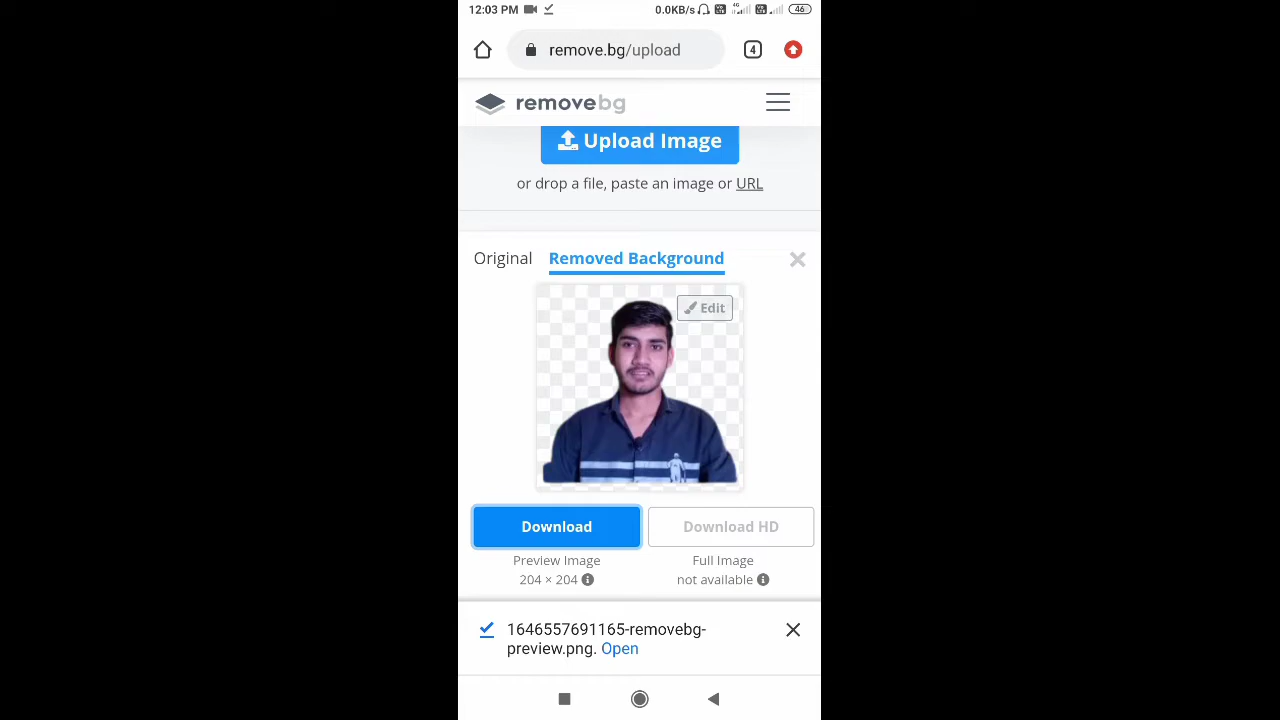 12:03 PM
0.0KB/s
4G
46
remove.bg/upload
4
removebg
Upload Image
or drop a file, paste an image or URL
Original
Removed Background
Edit
Download
Download HD
Preview Image
204 × 204
Full Image
not available
1646557691165-removebg-
preview.png. Open